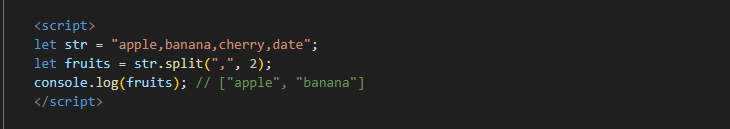 <script>
let str = "apple,banana,cherry,date";
let fruits = str.split(",", 2);
console.log(fruits); // ["apple", "banana"]
</script>